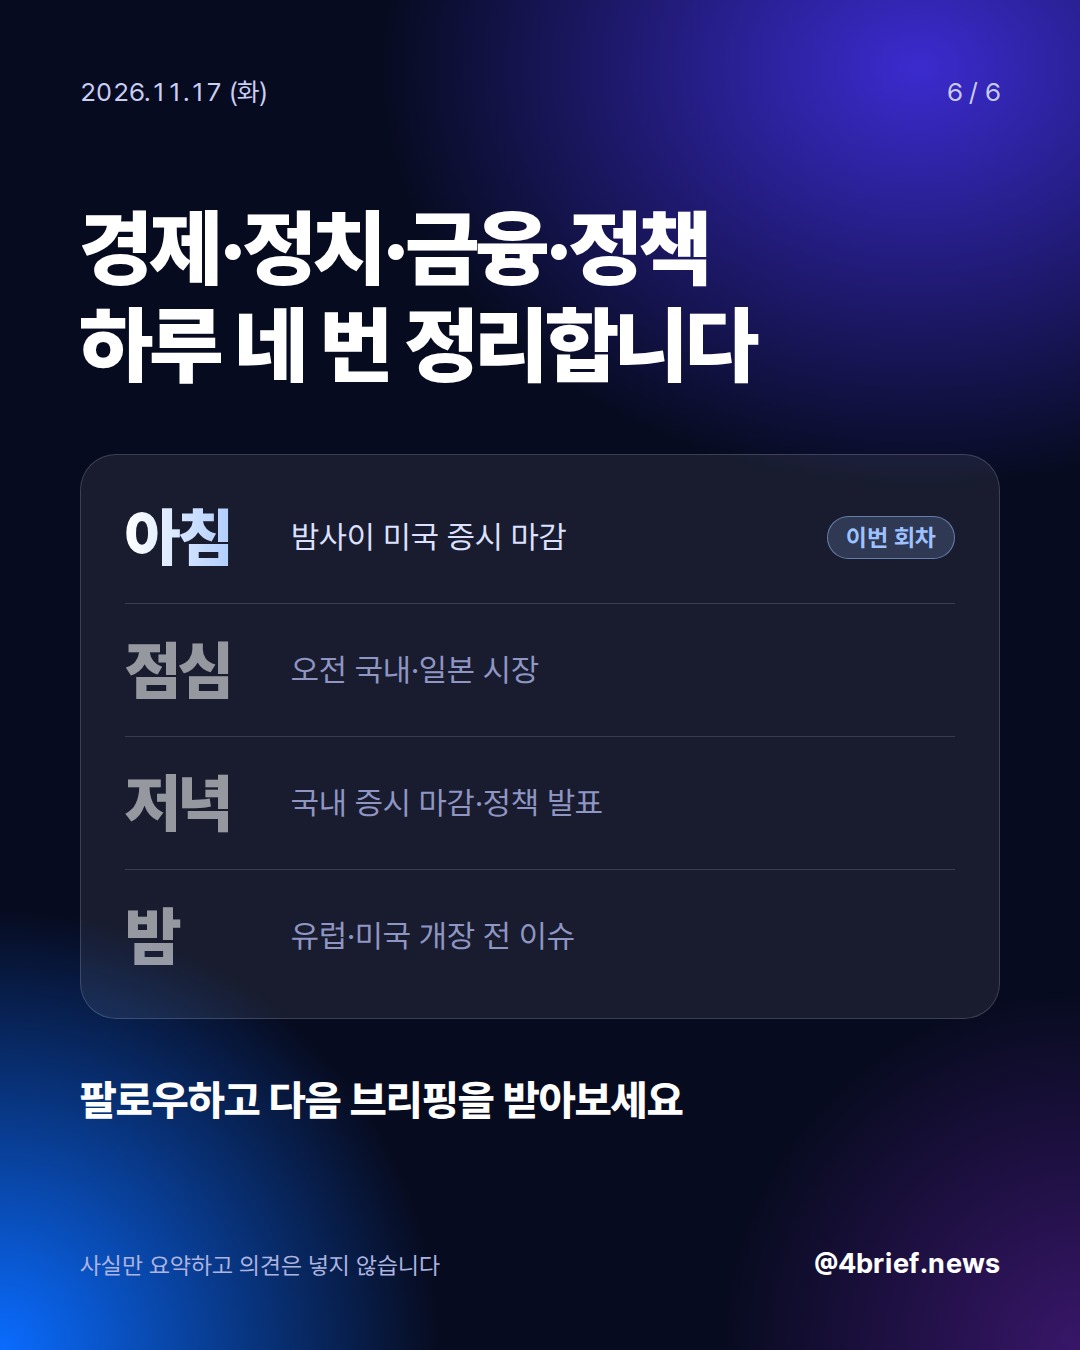 2026.11.17 (화)
6 / 6
경제·정치·금융·정책
하루 네 번 정리합니다
아침 밤사이 미국 증시 마감 이번 회차
점심 오전 국내·일본 시장
저녁 국내 증시 마감·정책 발표
밤 유럽·미국 개장 전 이슈
팔로우하고 다음 브리핑을 받아보세요
사실만 요약하고 의견은 넣지 않습니다
@4brief.news